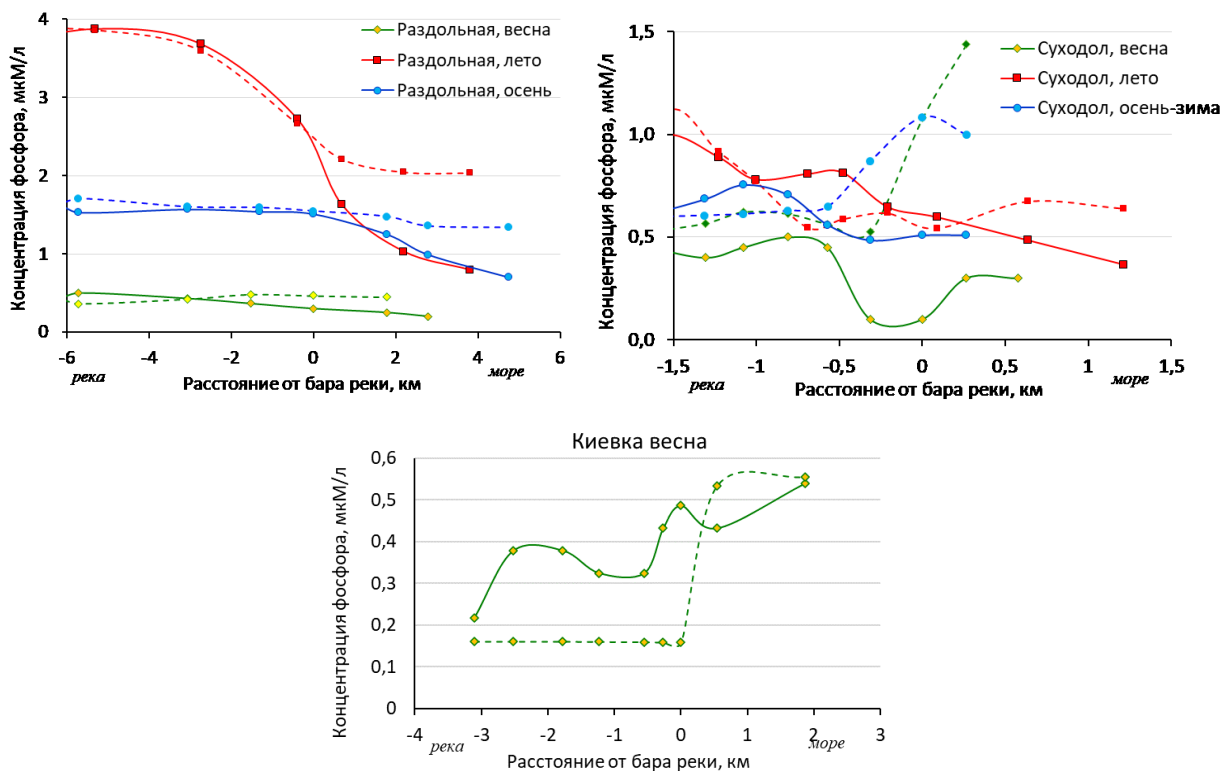 Концентрация фосфора, мкМ/л
4
3
2
1
0
Раздольная, весна
Раздольная, лето
Раздольная, осень
-6
-4
-2
0
2
4
6
река
Расстояние от бара реки, км
море
Концентрация фосфора, мкМ/л
1,5
1,0
0,5
0,0
Суходол, весна
Суходол, лето
Суходол, осень-зима
-1,5
-1
-0,5
0
0,5
1
1,5
река
Расстояние от бара реки, км
море
Киевка весна
Концентрация фосфора, мкМ/л
0,6
0,5
0,4
0,3
0,2
0,1
0
-4
-3
-2
-1
0
1
2
3
река
Расстояние от бара реки, км
море